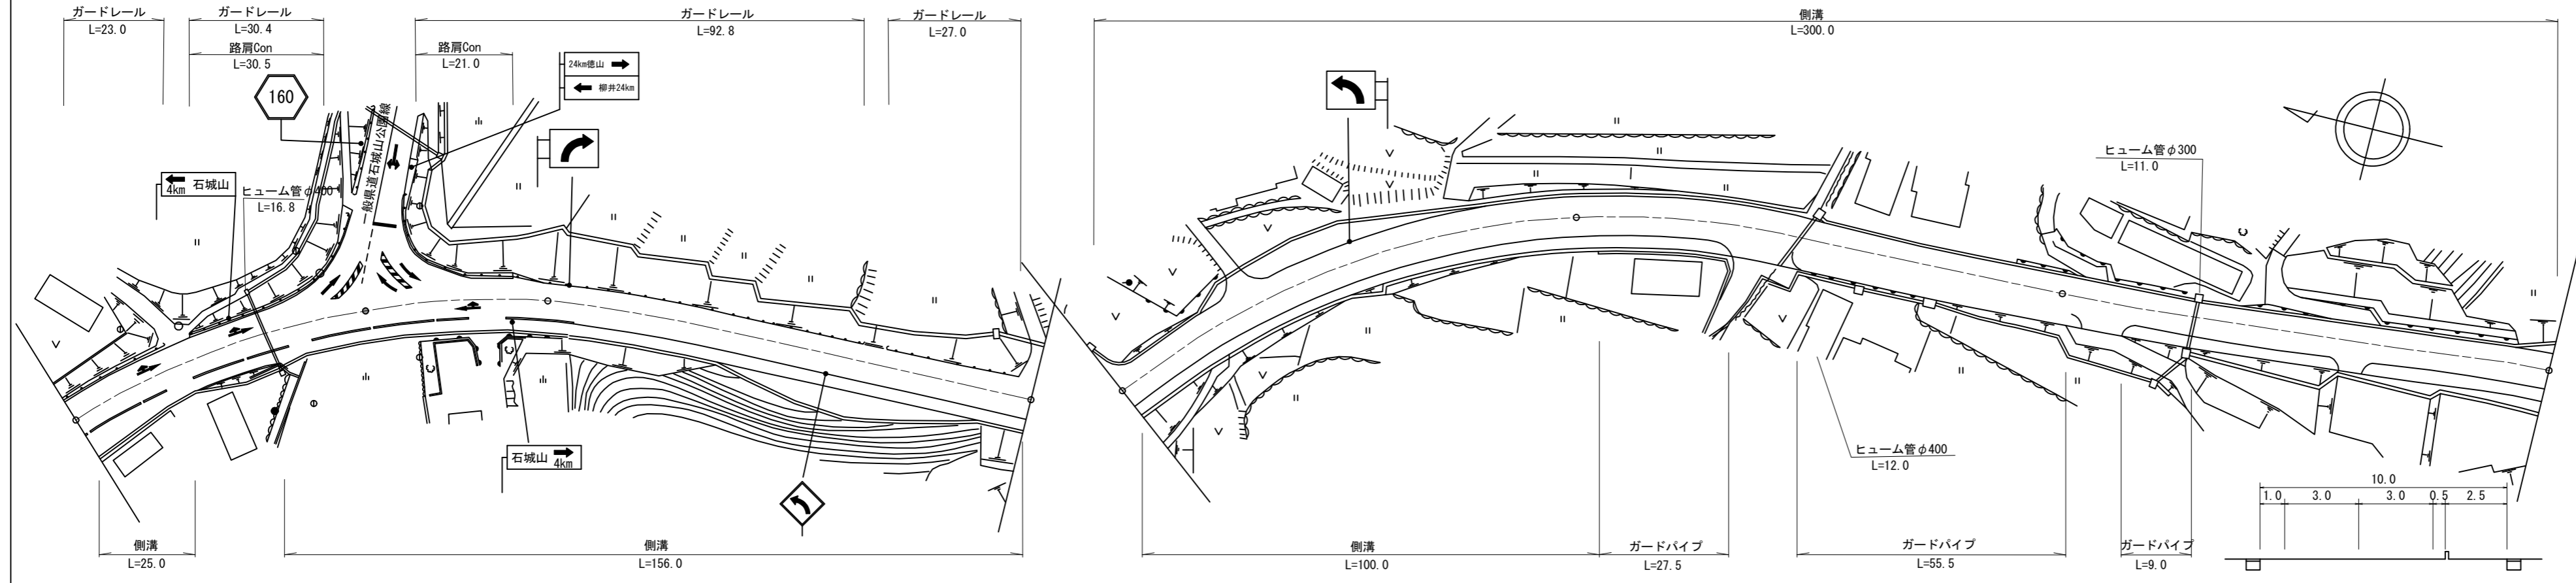 ガードレール
L=23.0
ガードレール
L=30.4
路肩Con
L=30.5
ガードレール
L=92.8
路肩Con
L=21.0
ガードレール
L=27.0
側溝
L=300.0
160
24km徳山
柳井24km
一般県道石城山公園線
4km 石城山
ヒューム管φ400
L=16.8
ヒューム管φ300
L=11.0
石城山 4km
ヒューム管φ400
L=12.0
10.0
1.0 3.0 3.0 0.5 2.5
側溝
L=25.0
側溝
L=156.0
側溝
L=100.0
ガードパイプ
L=27.5
ガードパイプ
L=55.5
ガードパイプ
L=9.0